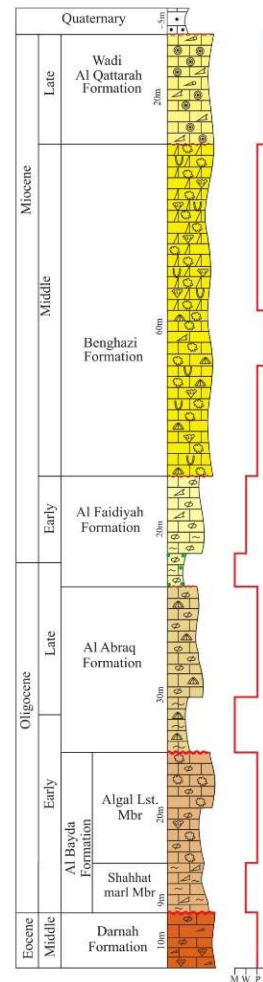 Quaternary
~5m
Miocene
Late
Wadi
Al Qattarah
Formation
20m
Middle
Benghazi
Formation
60m
Early
Al Faidiyah
Formation
20m
Oligocene
Late
Al Abraq
Formation
30m
Early
Al Bayda
Formation
Algal Lst.
Mbr
20m
Shahhat
marl Mbr
9m
Eocene
Middle
Darnah
Formation
10m
M W P